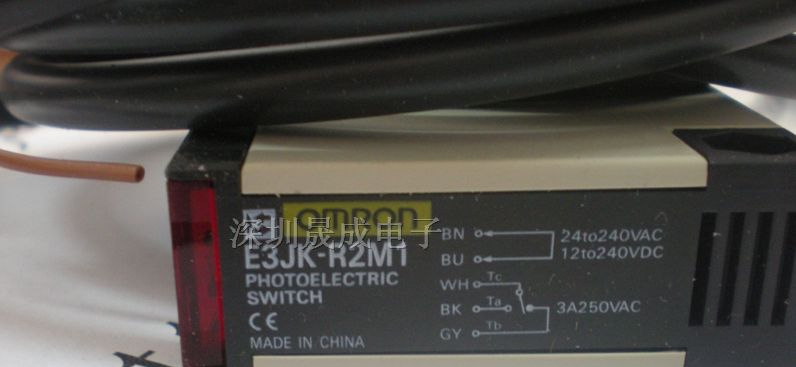 OMRON
深圳晟成电子
E3JK-R2M1
PHOTOELECTRIC
SWITCH
CE
MADE IN CHINA
BN 24to240VAC
BU 12to240VDC
WH Tc
BK Ta 3A250VAC
GY Tb